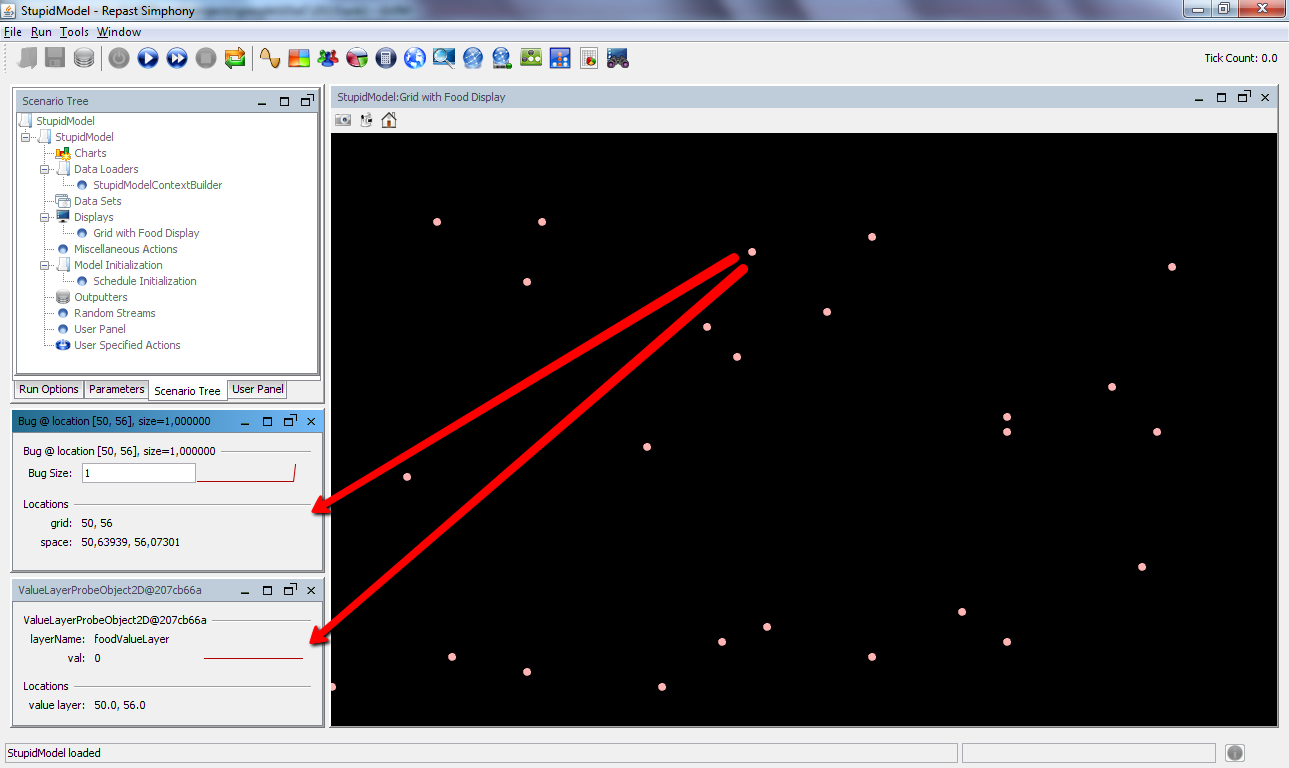 StupidModel - Repast Simphony
File Run Tools Window
Tick Count: 0.0
Scenario Tree
StupidModel
StupidModel
Charts
Data Loaders
StupidModelContextBuilder
Data Sets
Displays
Grid with Food Display
Miscellaneous Actions
Model Initialization
Schedule Initialization
Outputters
Random Streams
User Panel
User Specified Actions
Run Options Parameters Scenario Tree User Panel
Bug @ location [50, 56], size=1,000000
Bug @ location [50, 56], size=1,000000
Bug Size: 1
Locations
grid: 50, 56
space: 50,63939, 56,07301
ValueLayerProbeObject2D@207cb66a
ValueLayerProbeObject2D@207cb66a
layerName: foodValueLayer
val: 0
Locations
value layer: 50.0, 56.0
StupidModel:Grid with Food Display
StupidModel loaded